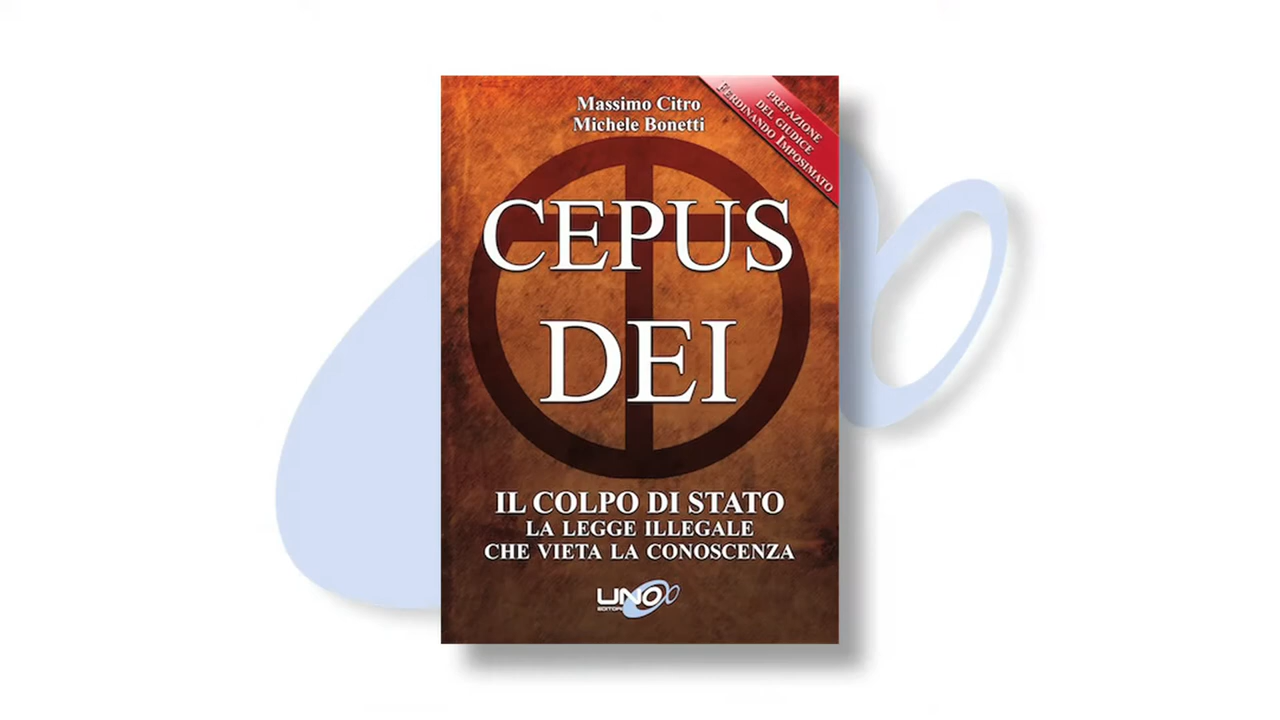 Massimo Citro
Michele Bonetti
PREFAZIONE
DEL GIUDICE
FERDINANDO IMPOSIMATO
CEPUS
DEI
IL COLPO DI STATO
LA LEGGE ILLEGALE
CHE VIETA LA CONOSCENZA
UNO
EDITORI